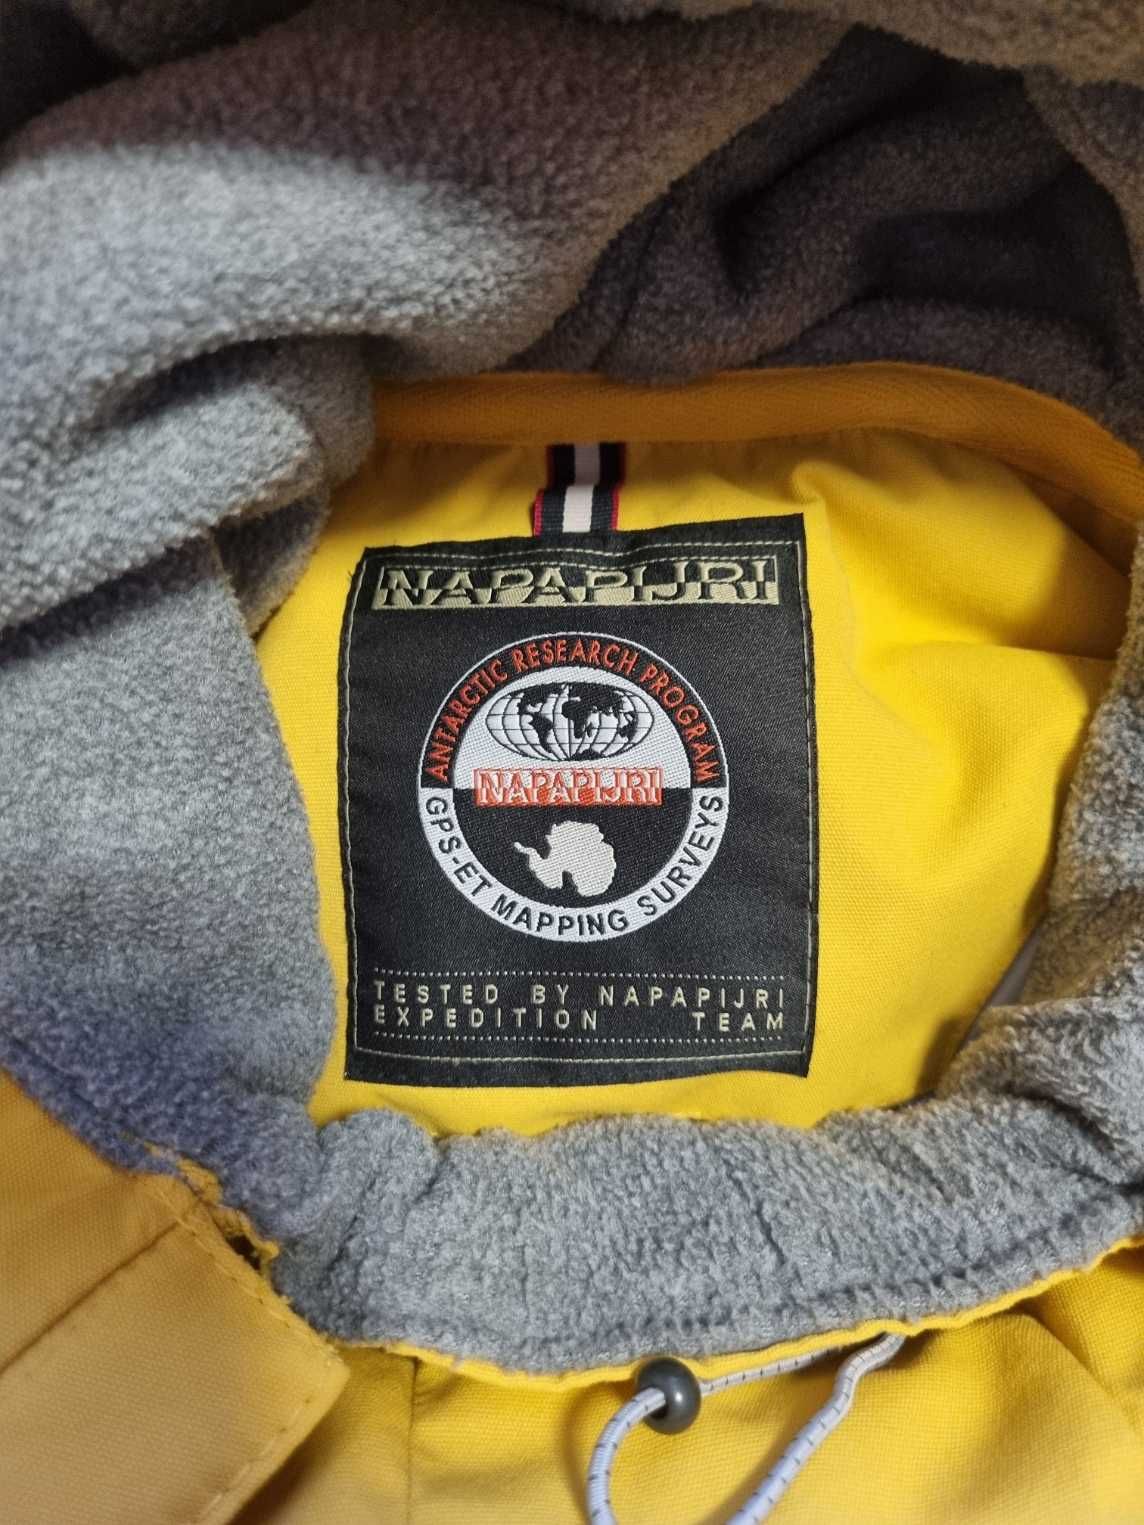 NAPAPIJRI
ANTARCTIC RESEARCH PROGRAM
NAPAPIJRI
GPS-ET MAPPING SURVEYS
TESTED BY NAPAPIJRI
EXPEDITION TEAM